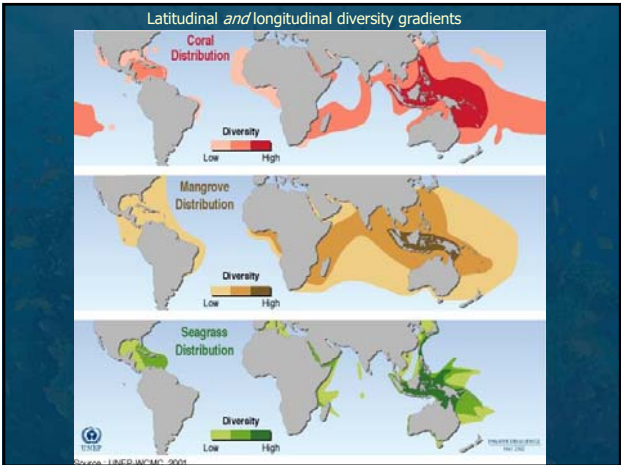 Latitudinal and longitudinal diversity gradients
Coral
Distribution
Diversity
Low High
Mangrove
Distribution
Diversity
Low High
Seagrass
Distribution
Diversity
Low High
UNEP
Source : UNEP-WCMC, 2001